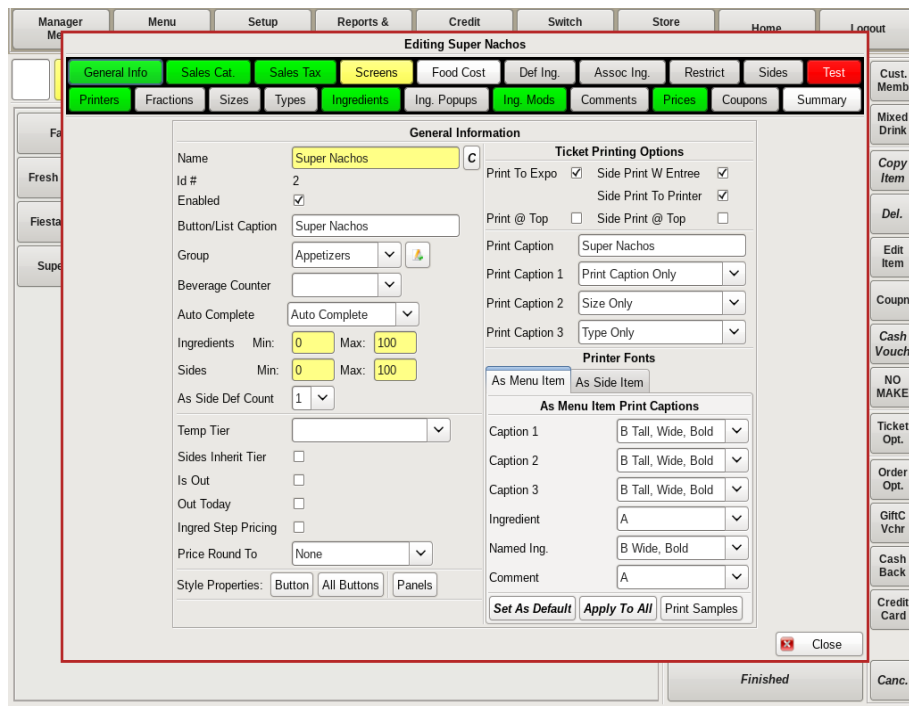 Manager Menu Setup Reports & Credit Switch Store Home Logout
Me
Editing Super Nachos
General Info Sales Cat. Sales Tax Screens Food Cost Def Ing. Assoc Ing. Restrict Sides Test
Printers Fractions Sizes Types Ingredients Ing. Popups Ing. Mods Comments Prices Coupons Summary
General Information
Name Super Nachos C
Id # 2
Enabled
Button/List Caption Super Nachos
Group Appetizers
Beverage Counter
Auto Complete Auto Complete
Ingredients Min: 0 Max: 100
Sides Min: 0 Max: 100
As Side Def Count 1
Temp Tier
Sides Inherit Tier
Is Out
Out Today
Ingred Step Pricing
Price Round To None
Style Properties: Button All Buttons Panels
Ticket Printing Options
Print To Expo Side Print W Entree
Side Print To Printer
Print @ Top Side Print @ Top
Print Caption Super Nachos
Print Caption 1 Print Caption Only
Print Caption 2 Size Only
Print Caption 3 Type Only
Printer Fonts
As Menu Item As Side Item
As Menu Item Print Captions
Caption 1 B Tall, Wide, Bold
Caption 2 B Tall, Wide, Bold
Caption 3 B Tall, Wide, Bold
Ingredient A
Named Ing. B Wide, Bold
Comment A
Set As Default Apply To All Print Samples
Close
Fa
Fresh
Fiesta
Supe
Cust.
Memb
Mixed
Drink
Copy
Item
Del.
Edit
Item
Coupn
Cash
Vouch
NO
MAKE
Ticket
Opt.
Order
Opt.
GiftC
Vchr
Cash
Back
Credit
Card
Finished
Canc.